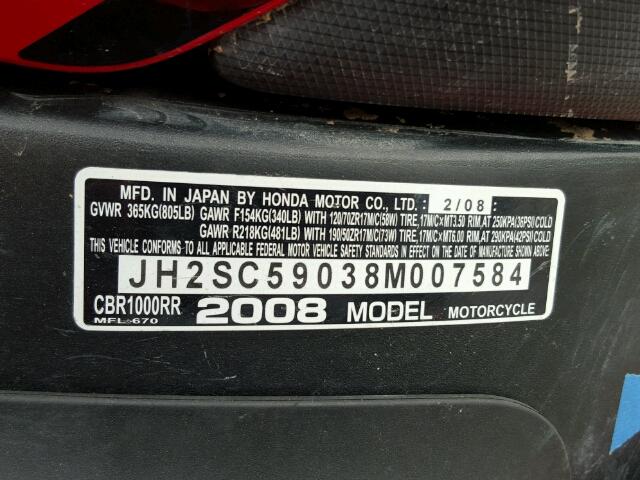 MFD. IN JAPAN BY HONDA MOTOR CO., LTD. : 2/08 :
GVWR 365KG(805LB) GAWR F154KG(340LB) WITH 120/70ZR17M/C(58W) TIRE, 17M/C×MT3.50 RIM, AT 250KPA(36PSI)COLD
GAWR R218KG(481LB) WITH 190/50ZR17M/C(73W) TIRE, 17M/C×MT6.00 RIM, AT 290KPA(42PSI)COLD
THIS VEHICLE CONFORMS TO ALL APPLICABLE FEDERAL MOTOR VEHICLE SAFETY STANDARDS IN EFFECT ON THE DATE OF MANUFACTURE SHOWN ABOVE.
JH2SC59038M007584
CBR1000RR 2008 MODEL MOTORCYCLE
MFL-670